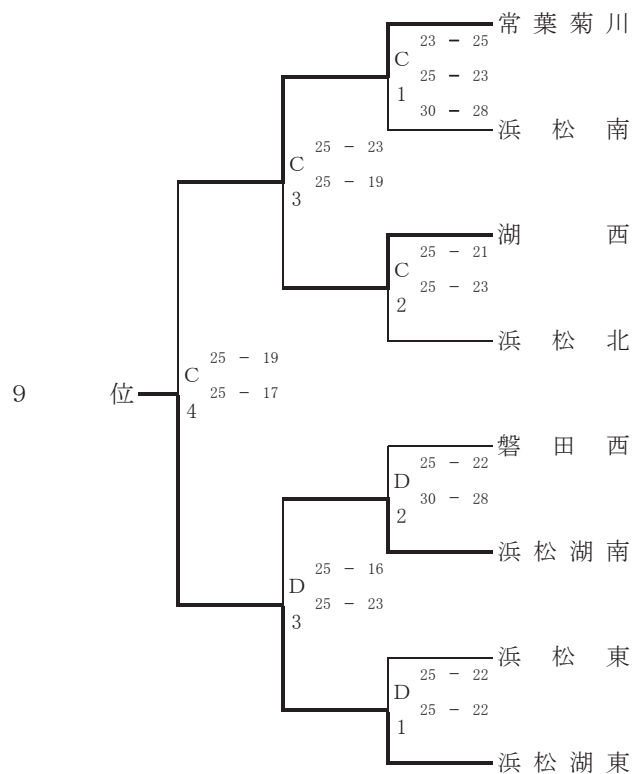 常葉菊川
23 − 25
C 25 − 23
1 30 − 28
浜松南
25 − 23
C 25 − 19
3
湖西
25 − 21
C 25 − 23
2
浜松北
25 − 19
C 25 − 17
4
9位
磐田西
25 − 22
D 30 − 28
2
浜松湖南
25 − 16
D 25 − 23
3
浜松東
25 − 22
D 25 − 22
1
浜松湖東